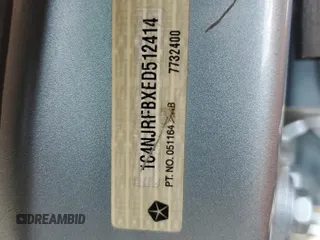 1C4NJRFBXED512414
7732400
PT. NO. 051164
DREAMBID